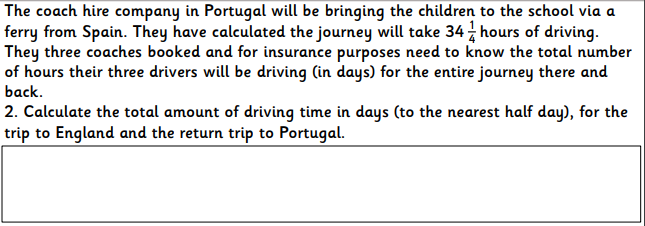 The coach hire company in Portugal will be bringing the children to the school via a
ferry from Spain. They have calculated the journey will take 34 1/4 hours of driving.
They three coaches booked and for insurance purposes need to know the total number
of hours their three drivers will be driving (in days) for the entire journey there and
back.
2. Calculate the total amount of driving time in days (to the nearest half day), for the
trip to England and the return trip to Portugal.